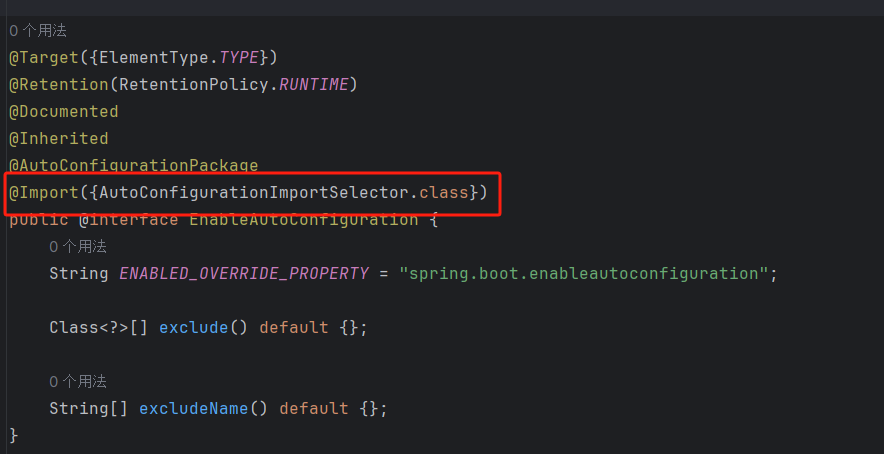 0 个用法
@Target({ElementType.TYPE})
@Retention(RetentionPolicy.RUNTIME)
@Documented
@Inherited
@AutoConfigurationPackage
@Import({AutoConfigurationImportSelector.class})
public @interface EnableAutoConfiguration {
0 个用法
String ENABLED_OVERRIDE_PROPERTY = "spring.boot.enableautoconfiguration";
Class<?>[] exclude() default {};
0 个用法
String[] excludeName() default {};
}